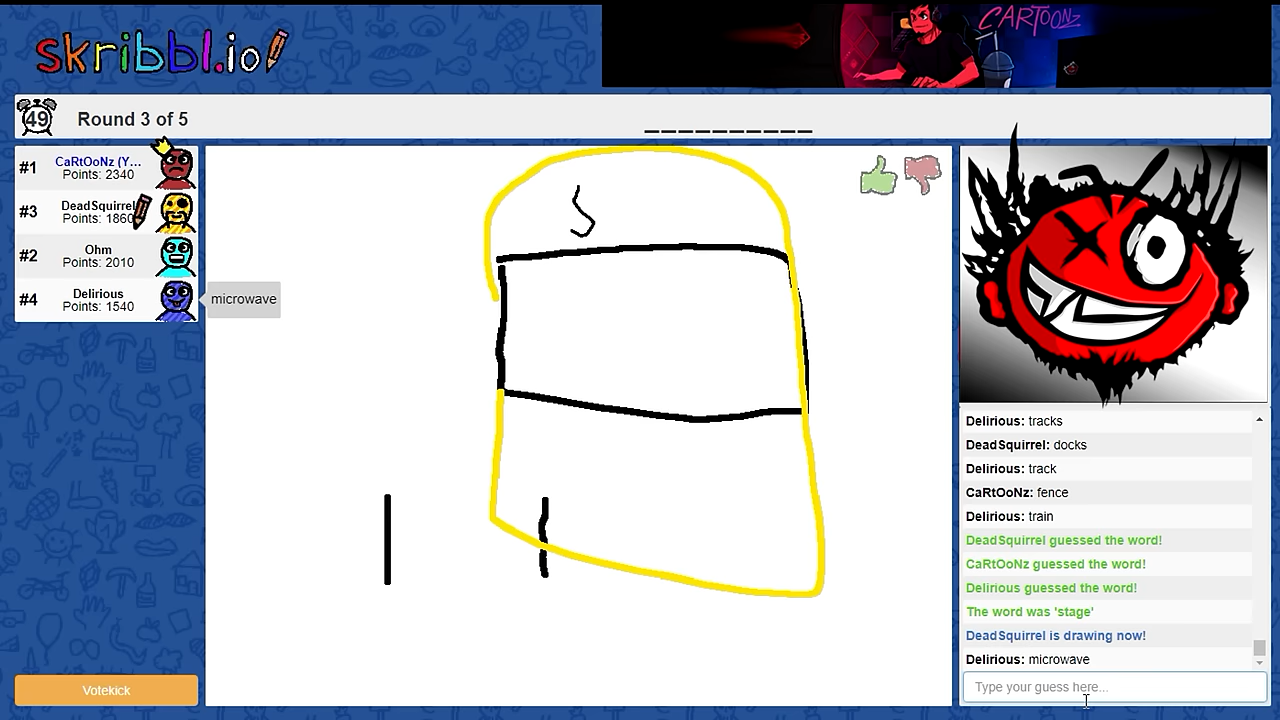 CARTOONZ
skribbl.io
49
Round 3 of 5
__________
#1
CaRtOoNz (Y...
Points: 2340
#3
DeadSquirrel
Points: 1860
#2
Ohm
Points: 2010
#4
Delirious
Points: 1540
microwave
Delirious: tracks
DeadSquirrel: docks
Delirious: track
CaRtOoNz: fence
Delirious: train
DeadSquirrel guessed the word!
CaRtOoNz guessed the word!
Delirious guessed the word!
The word was 'stage'
DeadSquirrel is drawing now!
Delirious: microwave
Type your guess here...
Votekick